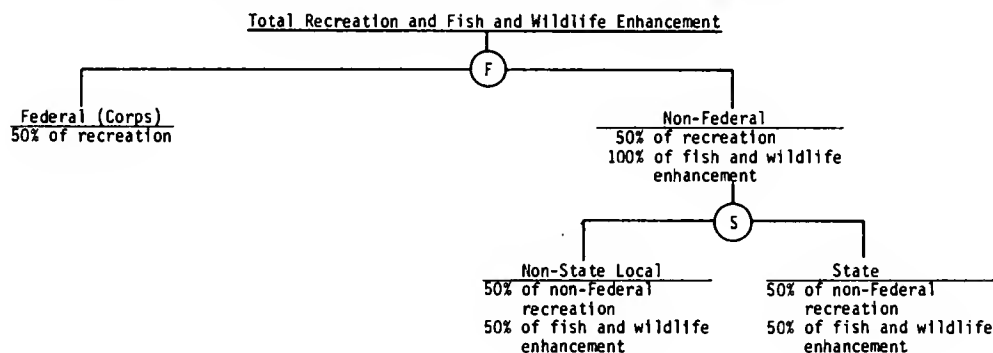 Total Recreation and Fish and Wildlife Enhancement
F
Federal (Corps)
50% of recreation
Non-Federal
50% of recreation
100% of fish and wildlife
enhancement
S
Non-State Local
50% of non-Federal
recreation
50% of fish and wildlife
enhancement
State
50% of non-Federal
recreation
50% of fish and wildlife
enhancement